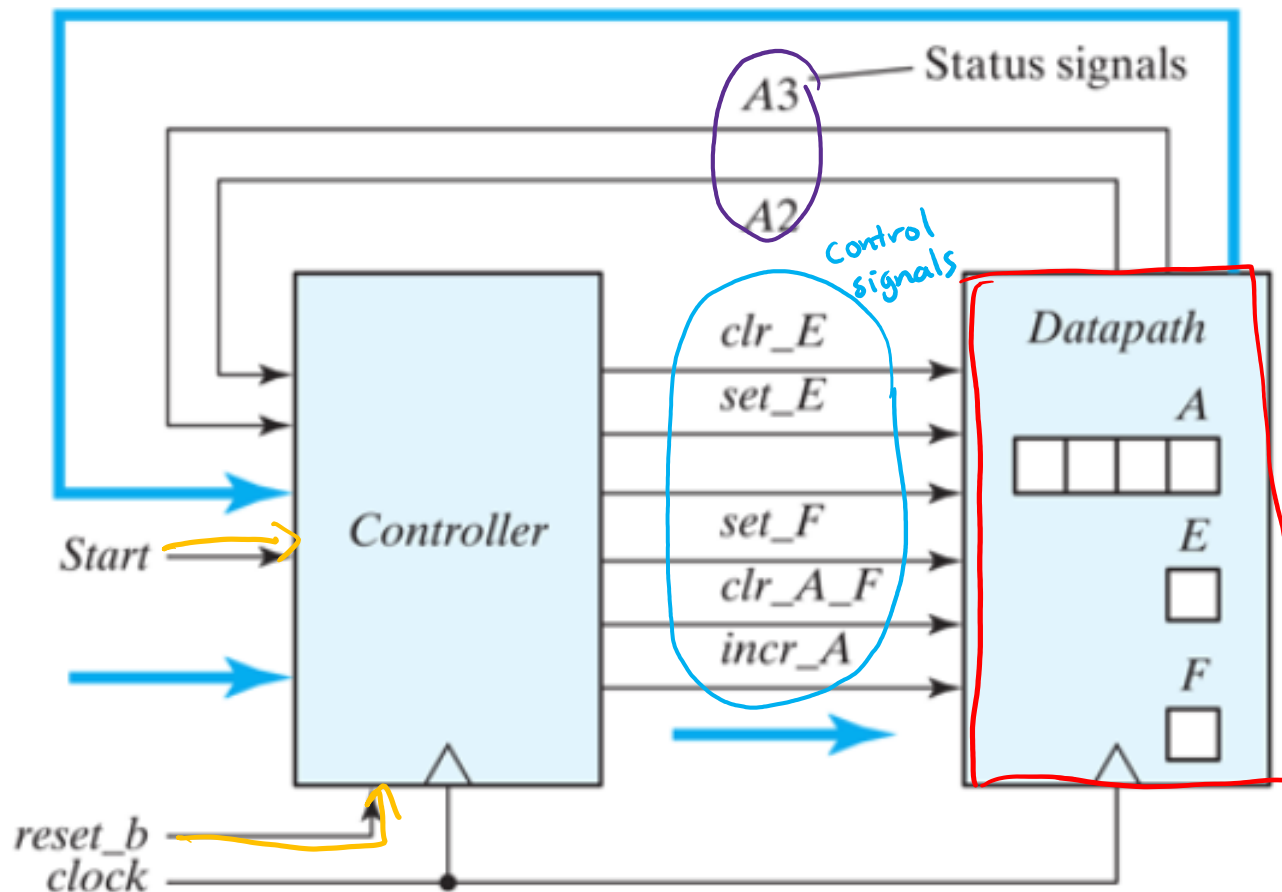 Status signals
A3
A2
control
signals
clr_E
set_E
set_F
clr_A_F
incr_A
Controller
Datapath
A
E
F
Start
reset_b
clock